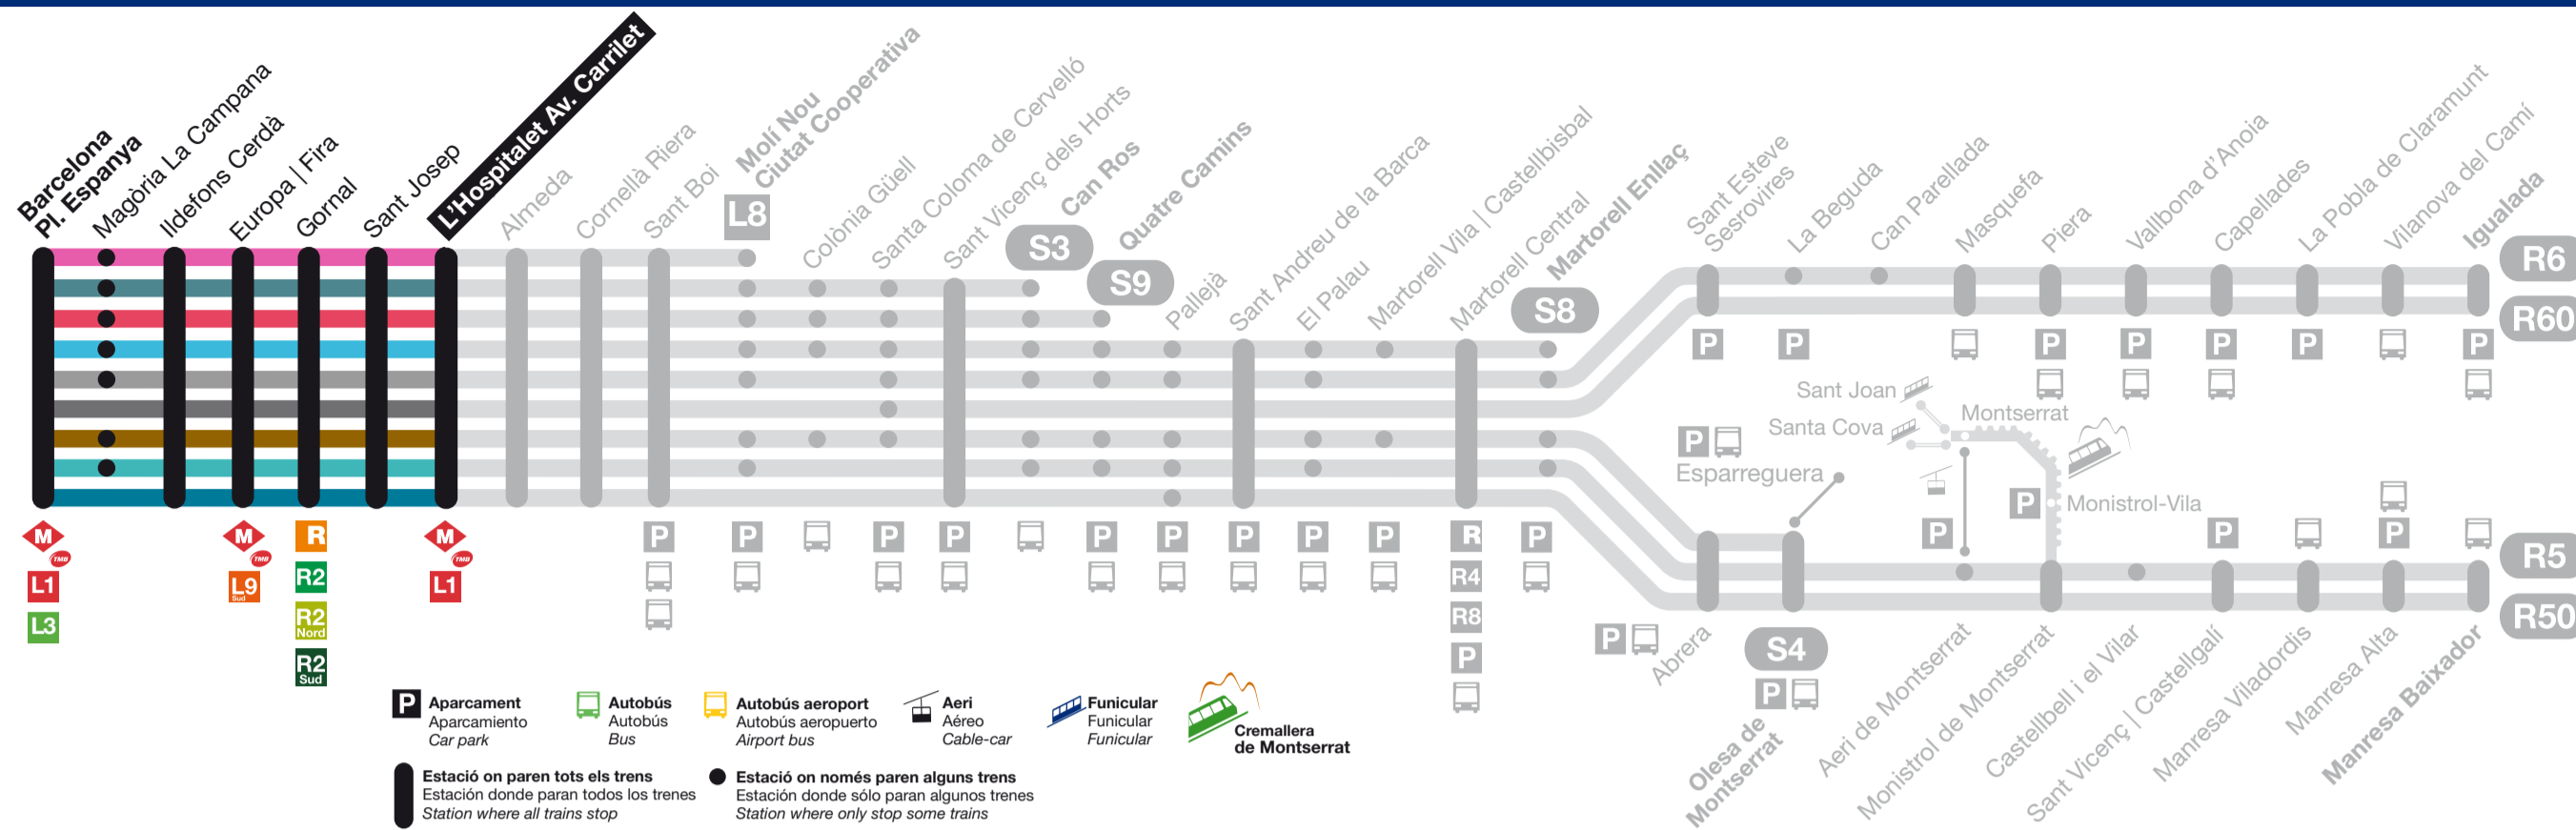 Barcelona
Pl. Espanya
Magòria La Campana
Ildefons Cerdà
Europa | Fira
Gornal
Sant Josep
L'Hospitalet Av. Carrilet
Almeda
Cornellà Riera
Sant Boi
Molí Nou
Ciutat Cooperativa
L8
Colònia Güell
Santa Coloma de Cervelló
Sant Vicenç dels Horts
Can Ros
S3
Quatre Camins
S9
Pallejà
Sant Andreu de la Barca
El Palau
Martorell Vila | Castellbisbal
Martorell Central
Martorell Enllaç
S8
Sant Esteve
Sesrovires
La Beguda
Can Parellada
Masquefa
Piera
Vallbona d'Anoia
Capellades
La Pobla de Claramunt
Vilanova del Camí
Igualada
R6
R60
P
P
P
P
P
P
P
Sant Joan
Santa Cova
Montserrat
P
Esparreguera
P
P
Monistrol-Vila
P
P
R5
R50
M
TMB
L1
L3
M
TMB
L9
Sud
R
R2
R2
Nord
R2
Sud
M
TMB
L1
P
P
P
P
P
P
P
P
P
R
R4
R8
P
P
P
Abrera
S4
P
Olesa de
Montserrat
Aeri de Montserrat
Monistrol de Montserrat
Castellbell i el Vilar
Sant Vicenç | Castellgalí
Manresa Viladordis
Manresa Alta
Manresa Baixador
P
Aparcament
Aparcamiento
Car park
Autobús
Autobús
Bus
Autobús aeroport
Autobús aeropuerto
Airport bus
Aeri
Aéreo
Cable-car
Funicular
Funicular
Funicular
Cremallera
de Montserrat
Estació on paren tots els trens
Estación donde paran todos los trenes
Station where all trains stop
Estació on només paren alguns trens
Estación donde sólo paran algunos trenes
Station where only stop some trains